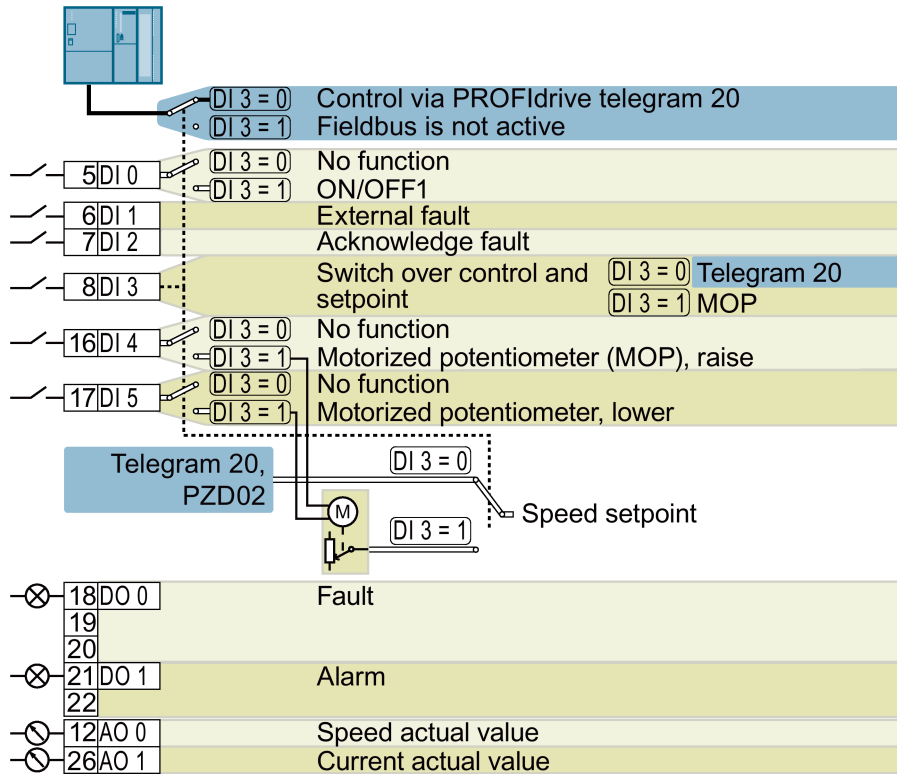 DI 3 = 0 Control via PROFIdrive telegram 20
DI 3 = 1 Fieldbus is not active
DI 3 = 0 No function
5 DI 0
DI 3 = 1 ON/OFF1
6 DI 1 External fault
7 DI 2 Acknowledge fault
8 DI 3 Switch over control and DI 3 = 0 Telegram 20
setpoint DI 3 = 1 MOP
DI 3 = 0 No function
16 DI 4
DI 3 = 1 Motorized potentiometer (MOP), raise
DI 3 = 0 No function
17 DI 5
DI 3 = 1 Motorized potentiometer, lower
Telegram 20, DI 3 = 0
PZD02
M Speed setpoint
DI 3 = 1
18 DO 0 Fault
19
20
21 DO 1 Alarm
22
12 AO 0 Speed actual value
26 AO 1 Current actual value